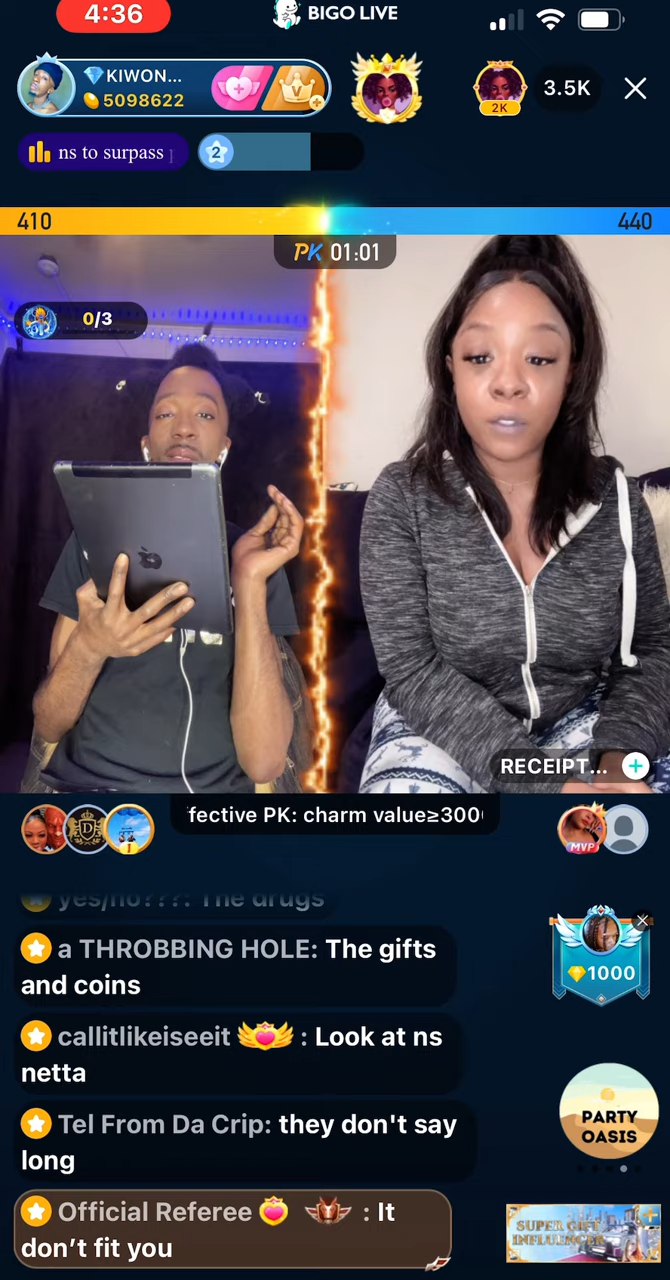 4:36
BIGO LIVE
KIWON...
5098622
2K
3.5K
ns to surpass
2
410
440
PK 01:01
0/3
RECEIPT...
fective PK: charm value≥300
MVP
1
yes/no???: The drugs
a THROBBING HOLE: The gifts
and coins
1000
callitlikeiseeit : Look at ns
netta
Tel From Da Crip: they don't say
long
PARTY
OASIS
Official Referee : It
don't fit you
SUPER GIFT
INFLUENCER